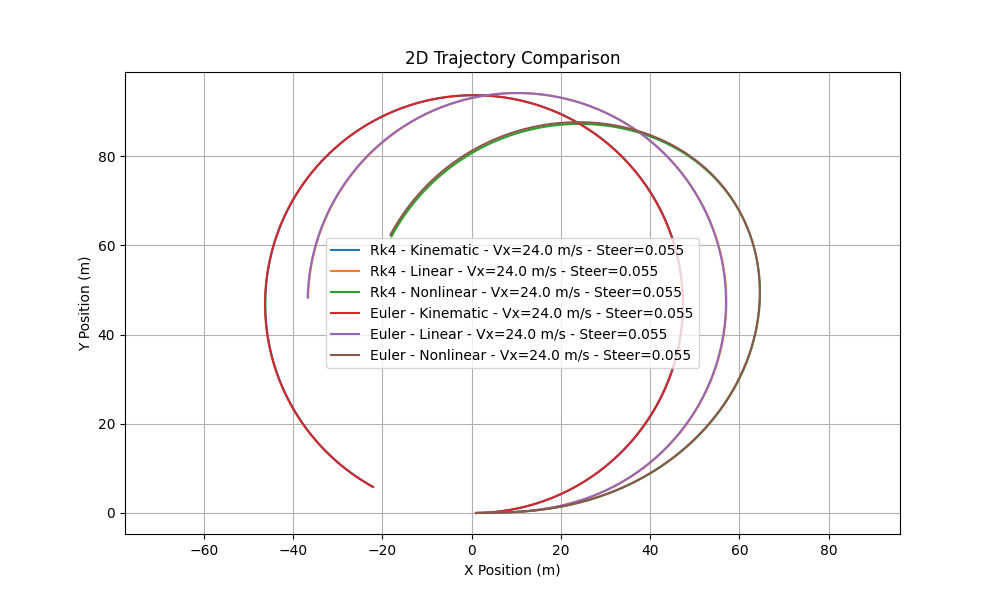 2D Trajectory Comparison
Y Position (m)
80
60
40
20
0
Rk4 - Kinematic - Vx=24.0 m/s - Steer=0.055
Rk4 - Linear - Vx=24.0 m/s - Steer=0.055
Rk4 - Nonlinear - Vx=24.0 m/s - Steer=0.055
Euler - Kinematic - Vx=24.0 m/s - Steer=0.055
Euler - Linear - Vx=24.0 m/s - Steer=0.055
Euler - Nonlinear - Vx=24.0 m/s - Steer=0.055
−60 −40 −20 0 20 40 60 80
X Position (m)